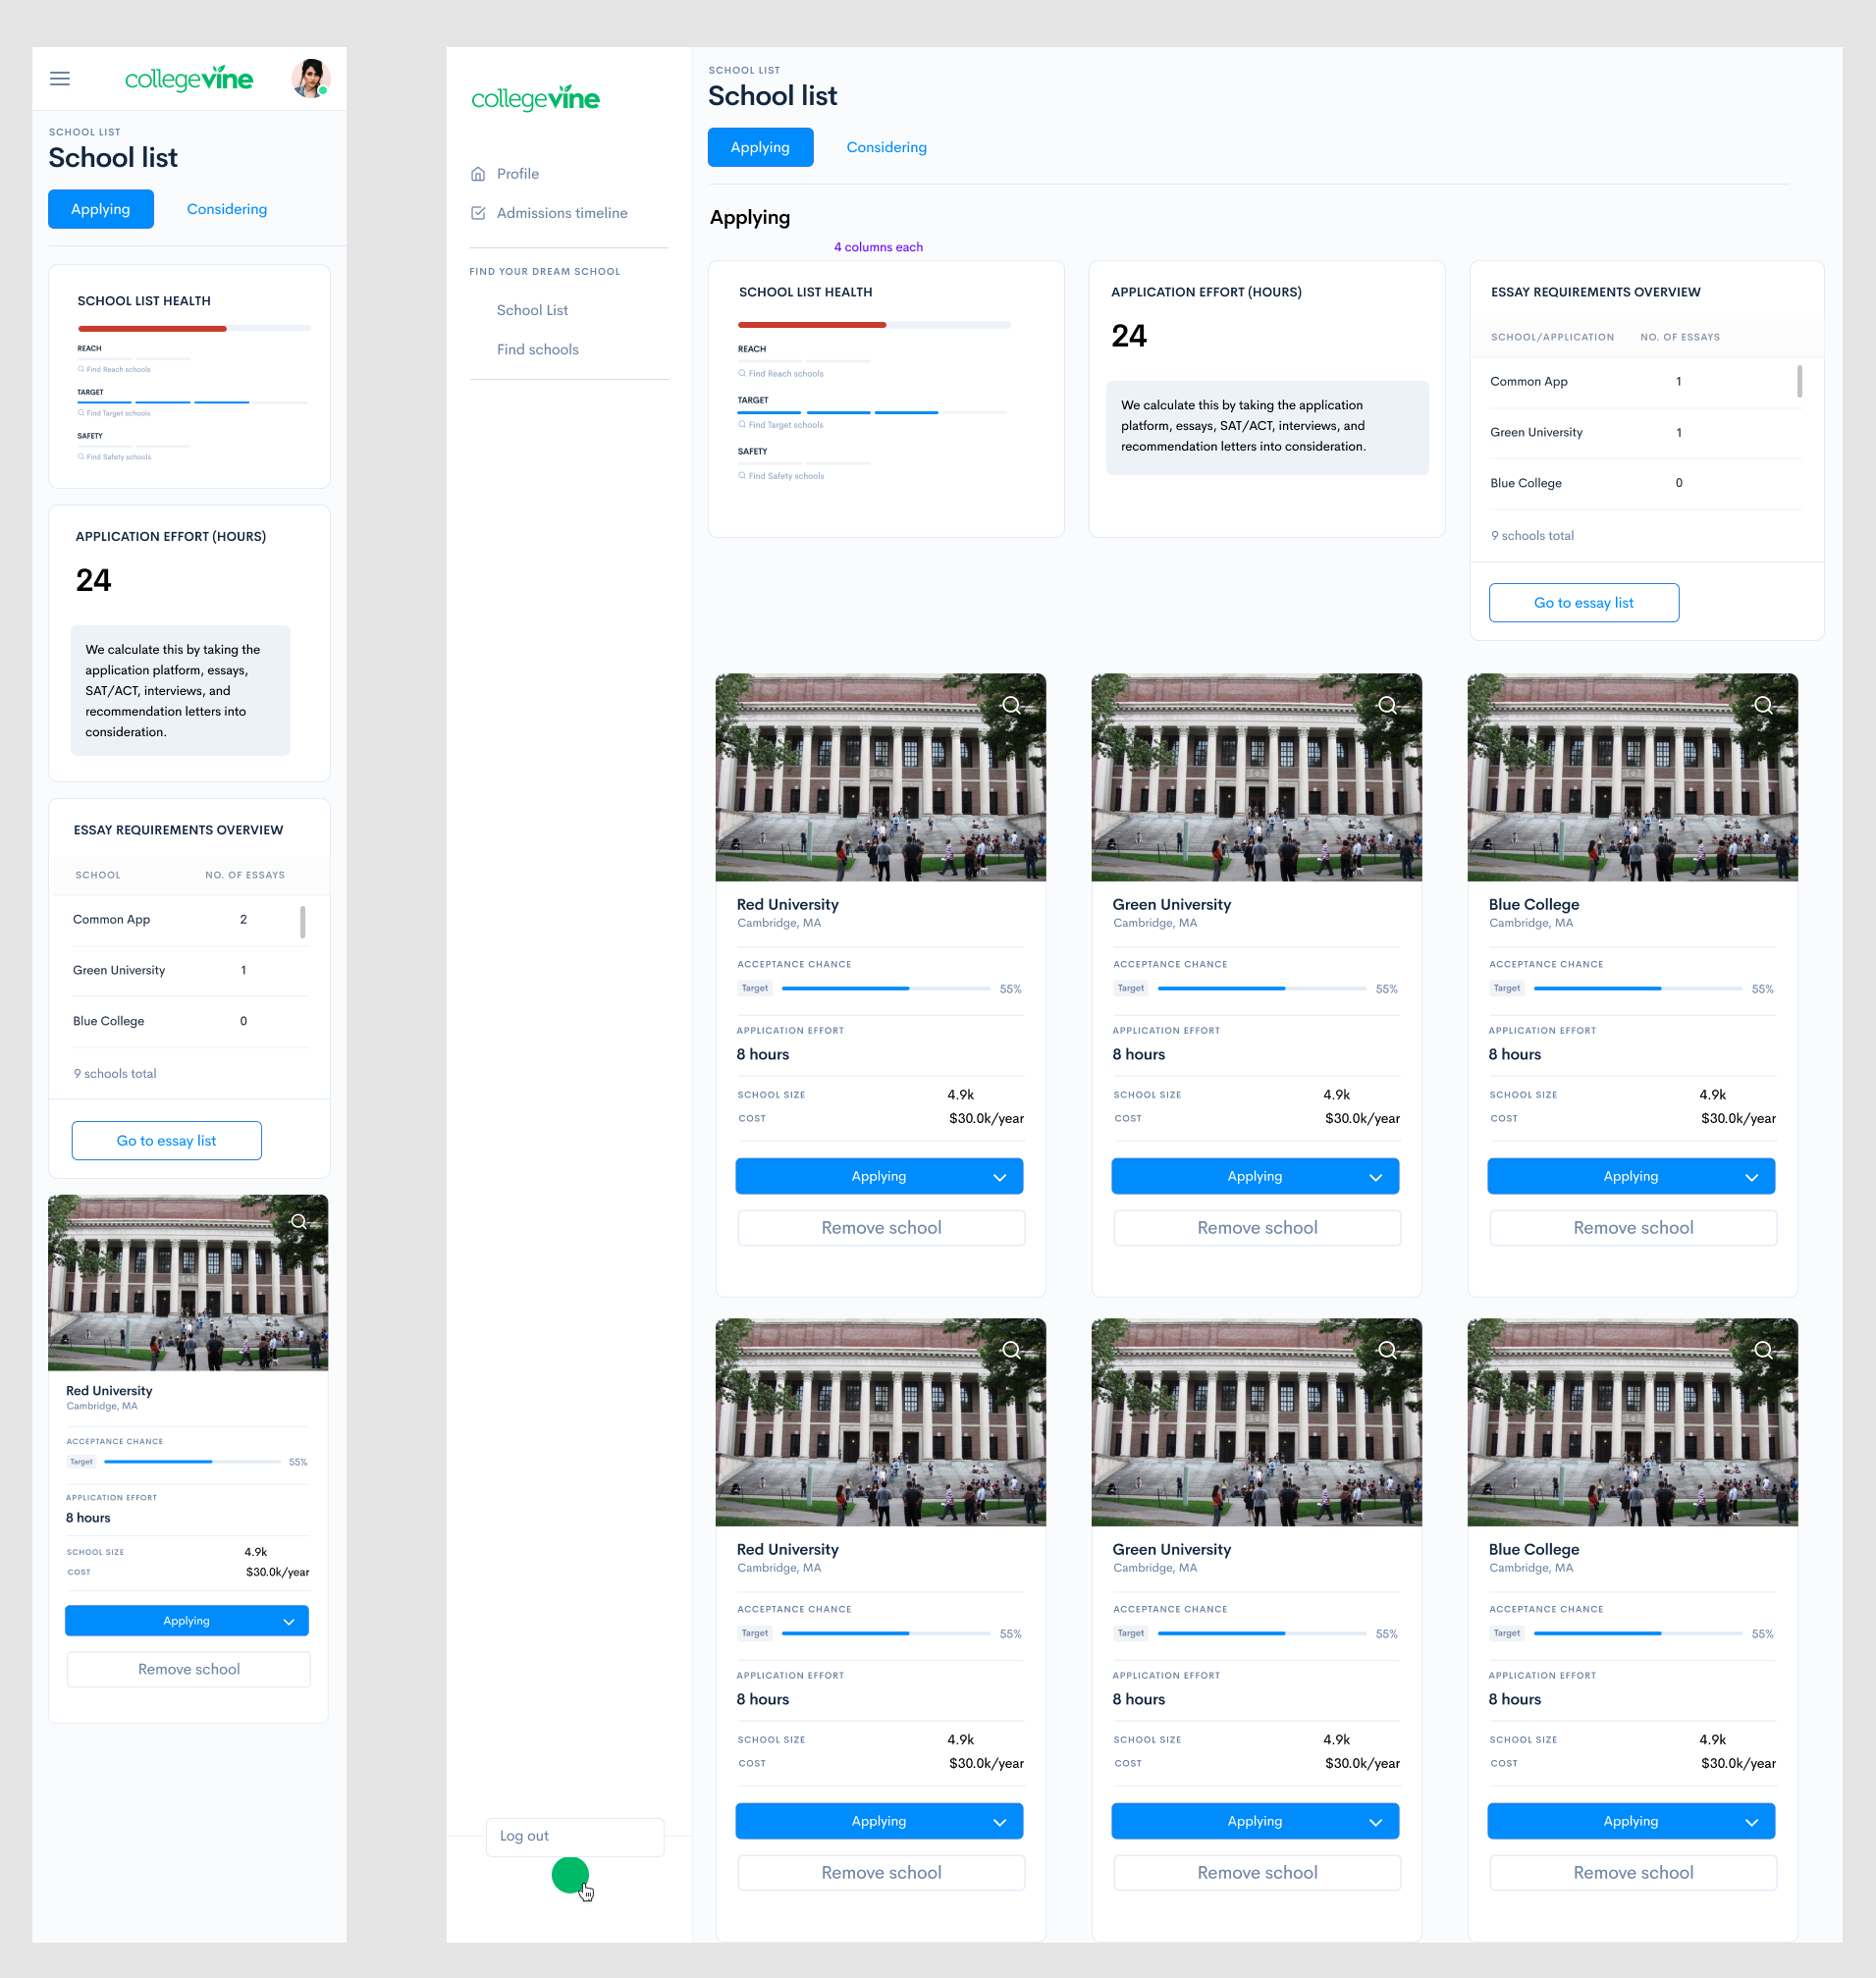 collegevine
SCHOOL LIST
School list
Applying
Considering
SCHOOL LIST HEALTH
REACH
Find Reach schools
TARGET
Find Target schools
SAFETY
Find Safety schools
APPLICATION EFFORT (HOURS)
24
We calculate this by taking the
application platform, essays,
SAT/ACT, interviews, and
recommendation letters into
consideration.
ESSAY REQUIREMENTS OVERVIEW
SCHOOL NO. OF ESSAYS
Common App 2
Green University 1
Blue College 0
9 schools total
Go to essay list
Red University
Cambridge, MA
ACCEPTANCE CHANCE
Target 55%
APPLICATION EFFORT
8 hours
SCHOOL SIZE 4.9k
COST $30.0k/year
Applying
Remove school
collegevine
Profile
Admissions timeline
FIND YOUR DREAM SCHOOL
School List
Find schools
Log out
SCHOOL LIST
School list
Applying
Considering
Applying
4 columns each
SCHOOL LIST HEALTH
REACH
Find Reach schools
TARGET
Find Target schools
SAFETY
Find Safety schools
APPLICATION EFFORT (HOURS)
24
We calculate this by taking the application
platform, essays, SAT/ACT, interviews, and
recommendation letters into consideration.
ESSAY REQUIREMENTS OVERVIEW
SCHOOL/APPLICATION NO. OF ESSAYS
Common App 1
Green University 1
Blue College 0
9 schools total
Go to essay list
Red University
Cambridge, MA
ACCEPTANCE CHANCE
Target 55%
APPLICATION EFFORT
8 hours
SCHOOL SIZE 4.9k
COST $30.0k/year
Applying
Remove school
Green University
Cambridge, MA
ACCEPTANCE CHANCE
Target 55%
APPLICATION EFFORT
8 hours
SCHOOL SIZE 4.9k
COST $30.0k/year
Applying
Remove school
Blue College
Cambridge, MA
ACCEPTANCE CHANCE
Target 55%
APPLICATION EFFORT
8 hours
SCHOOL SIZE 4.9k
COST $30.0k/year
Applying
Remove school
Red University
Cambridge, MA
ACCEPTANCE CHANCE
Target 55%
APPLICATION EFFORT
8 hours
SCHOOL SIZE 4.9k
COST $30.0k/year
Applying
Remove school
Green University
Cambridge, MA
ACCEPTANCE CHANCE
Target 55%
APPLICATION EFFORT
8 hours
SCHOOL SIZE 4.9k
COST $30.0k/year
Applying
Remove school
Blue College
Cambridge, MA
ACCEPTANCE CHANCE
Target 55%
APPLICATION EFFORT
8 hours
SCHOOL SIZE 4.9k
COST $30.0k/year
Applying
Remove school